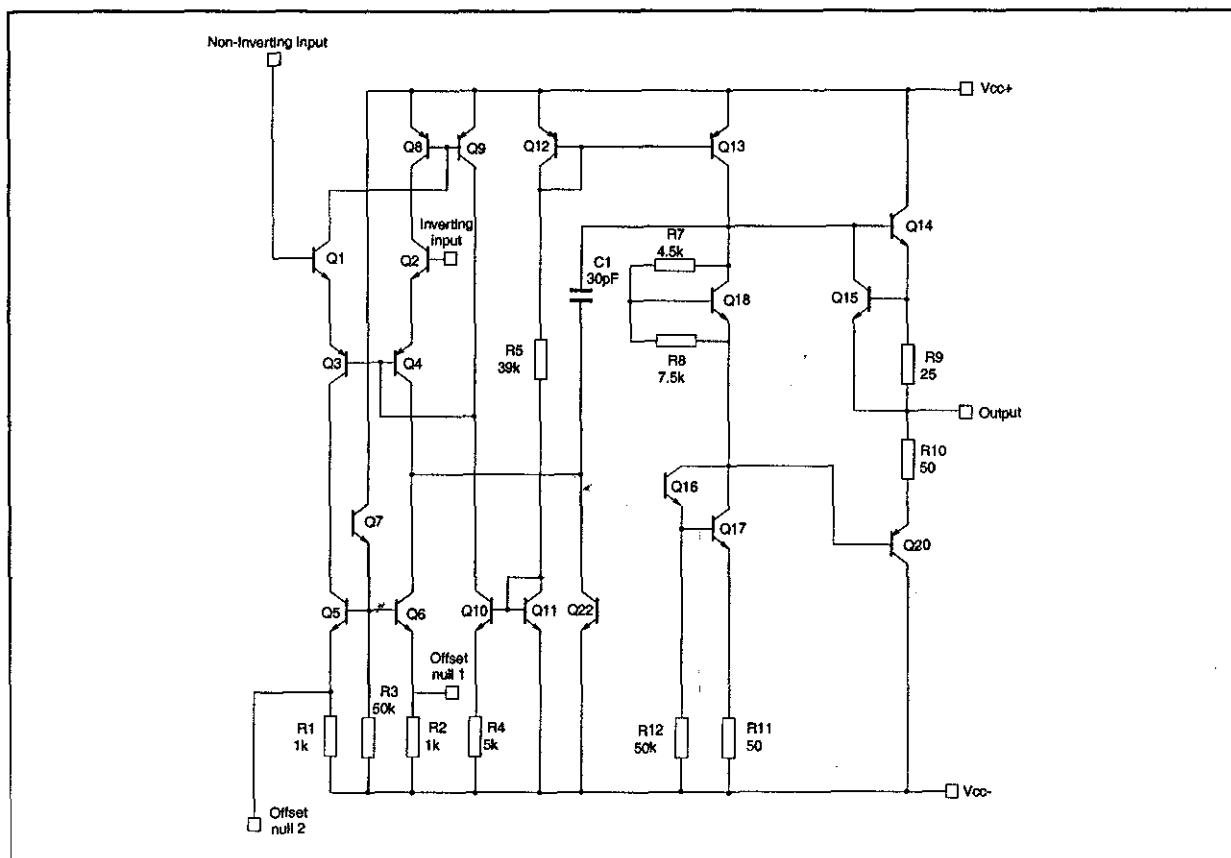 Non-Inverting input
Vcc+
Q8
Q9
Q12
Q13
Inverting
input
Q14
R7
4.5k
Q1
Q2
C1
30pF
Q15
Q18
R5
39k
R8
7.5k
R9
25
Q3
Q4
Output
R10
50
Q16
Q7
Q17
Q20
Q5
Q6
Q10
Q11
Q22
Offset
null 1
R3
50k
R1
1k
R2
1k
R4
5k
R12
50k
R11
50
Vcc-
Offset
null 2